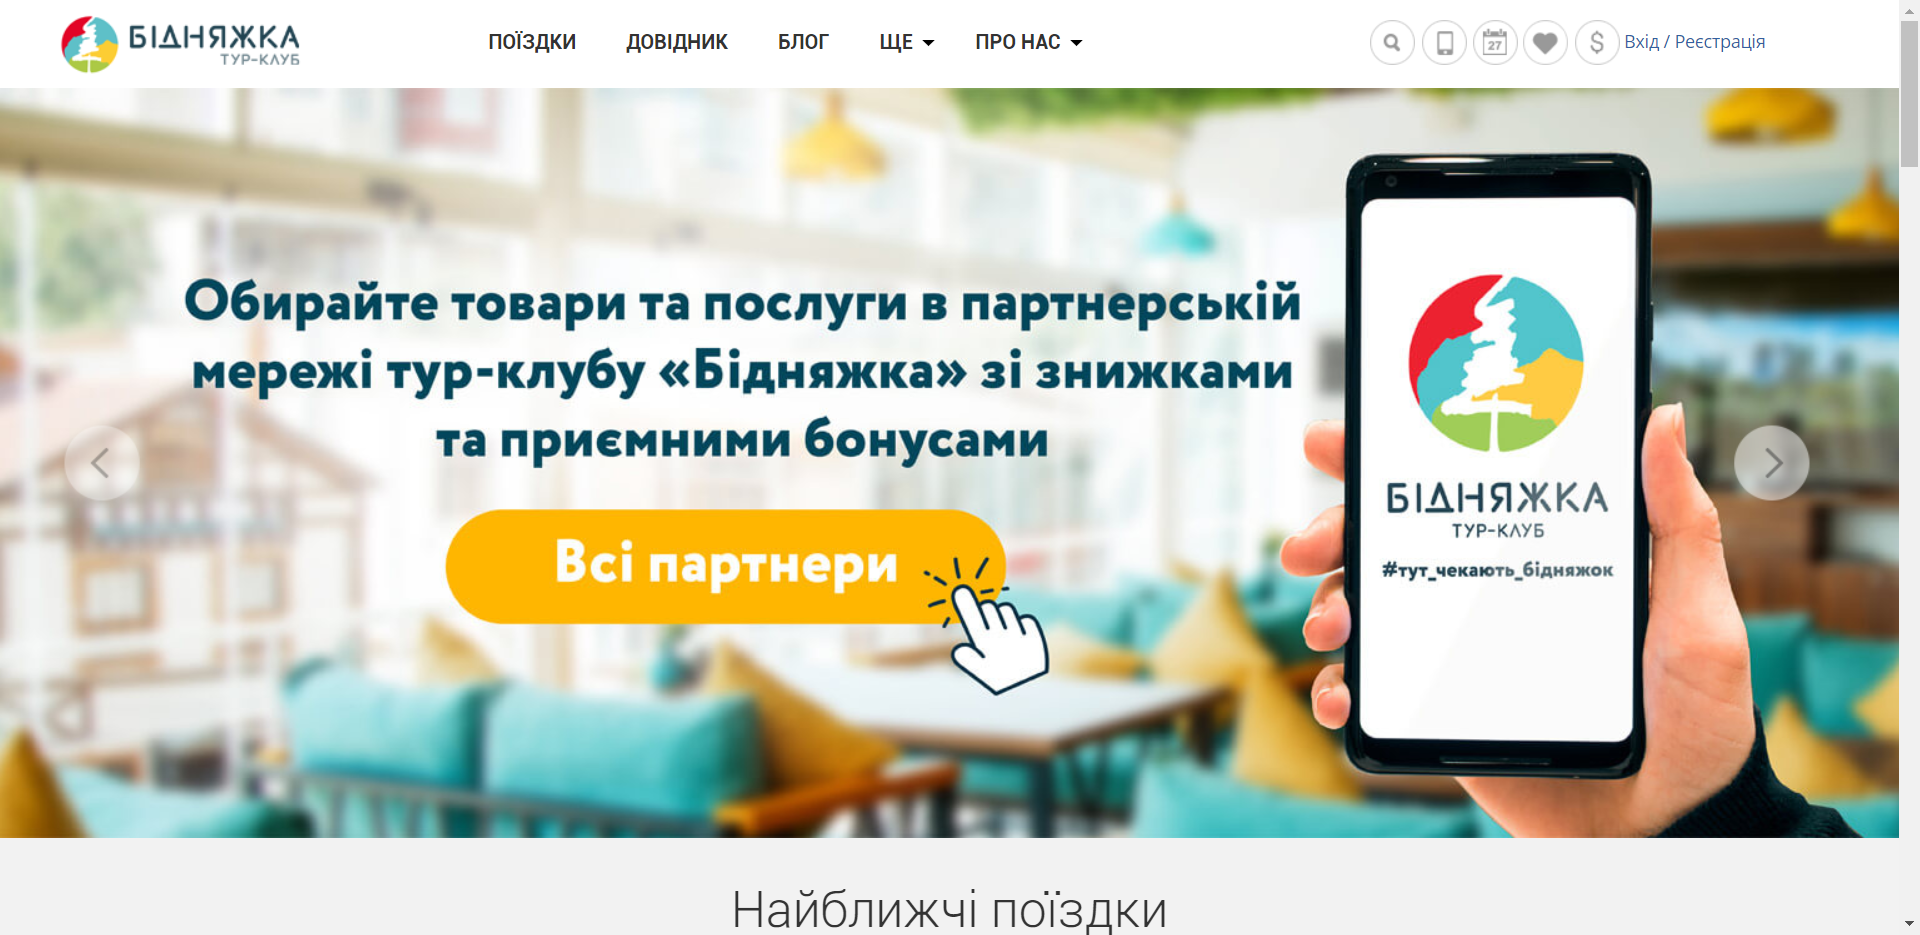 БІДНЯЖКА
ТУР-КЛУБ
ПОЇЗДКИ
ДОВІДНИК
БЛОГ
ЩЕ
ПРО НАС
27
$
Вхід / Реєстрація
Обирайте товари та послуги в партнерській
мережі тур-клубу «Бідняжка» зі знижками
та приємними бонусами
Всі партнери
БІДНЯЖКА
ТУР-КЛУБ
#тут_чекають_бідняжок
Найближчі поїздки